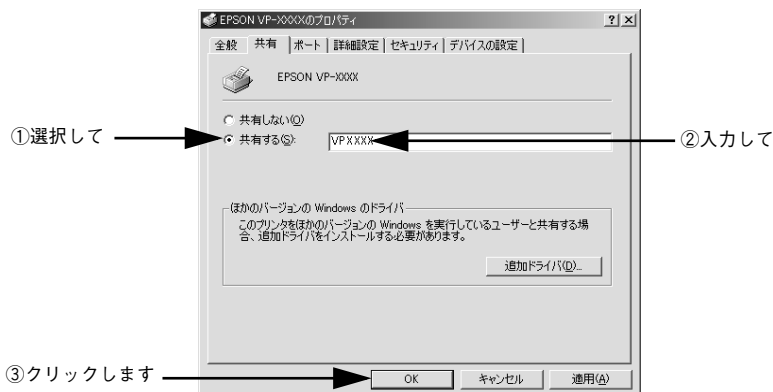 EPSON VP-XXXXのプロパティ
? ×
全般 共有 ポート 詳細設定 セキュリティ デバイスの設定
EPSON VP-XXXX
共有しない(O)
①選択して
共有する(S):
VPXXXX
②入力して
ほかのバージョンの Windows のドライバ
このプリンタをほかのバージョンの Windows を実行しているユーザーと共有する場
合、追加ドライバをインストールする必要があります。
追加ドライバ(D)...
③クリックします
OK キャンセル 適用(A)